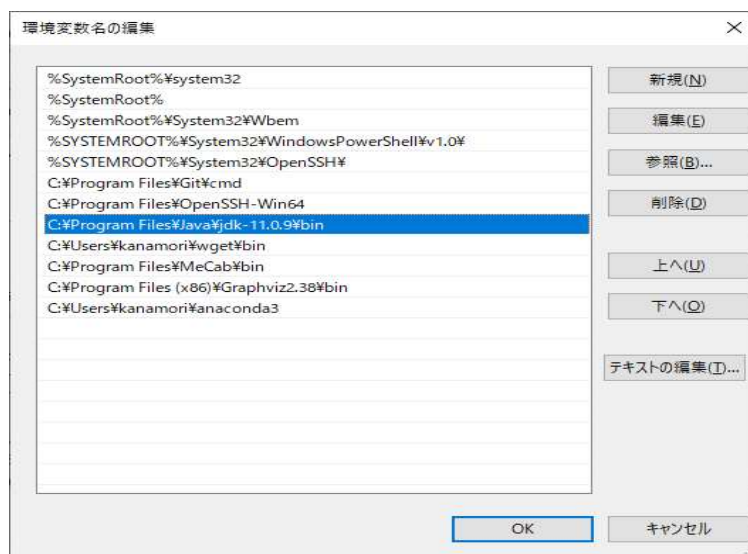 環境変数名の編集
%SystemRoot%¥system32
%SystemRoot%
%SystemRoot%¥System32¥Wbem
%SYSTEMROOT%¥System32¥WindowsPowerShell¥v1.0¥
%SYSTEMROOT%¥System32¥OpenSSH¥
C:¥Program Files¥Git¥cmd
C:¥Program Files¥OpenSSH-Win64
C:¥Program Files¥Java¥jdk-11.0.9¥bin
C:¥Users¥kanamori¥wget¥bin
C:¥Program Files¥MeCab¥bin
C:¥Program Files (x86)¥Graphviz2.38¥bin
C:¥Users¥kanamori¥anaconda3
新規(N)
編集(E)
参照(B)...
削除(D)
上へ(U)
下へ(O)
テキストの編集(T)...
OK
キャンセル